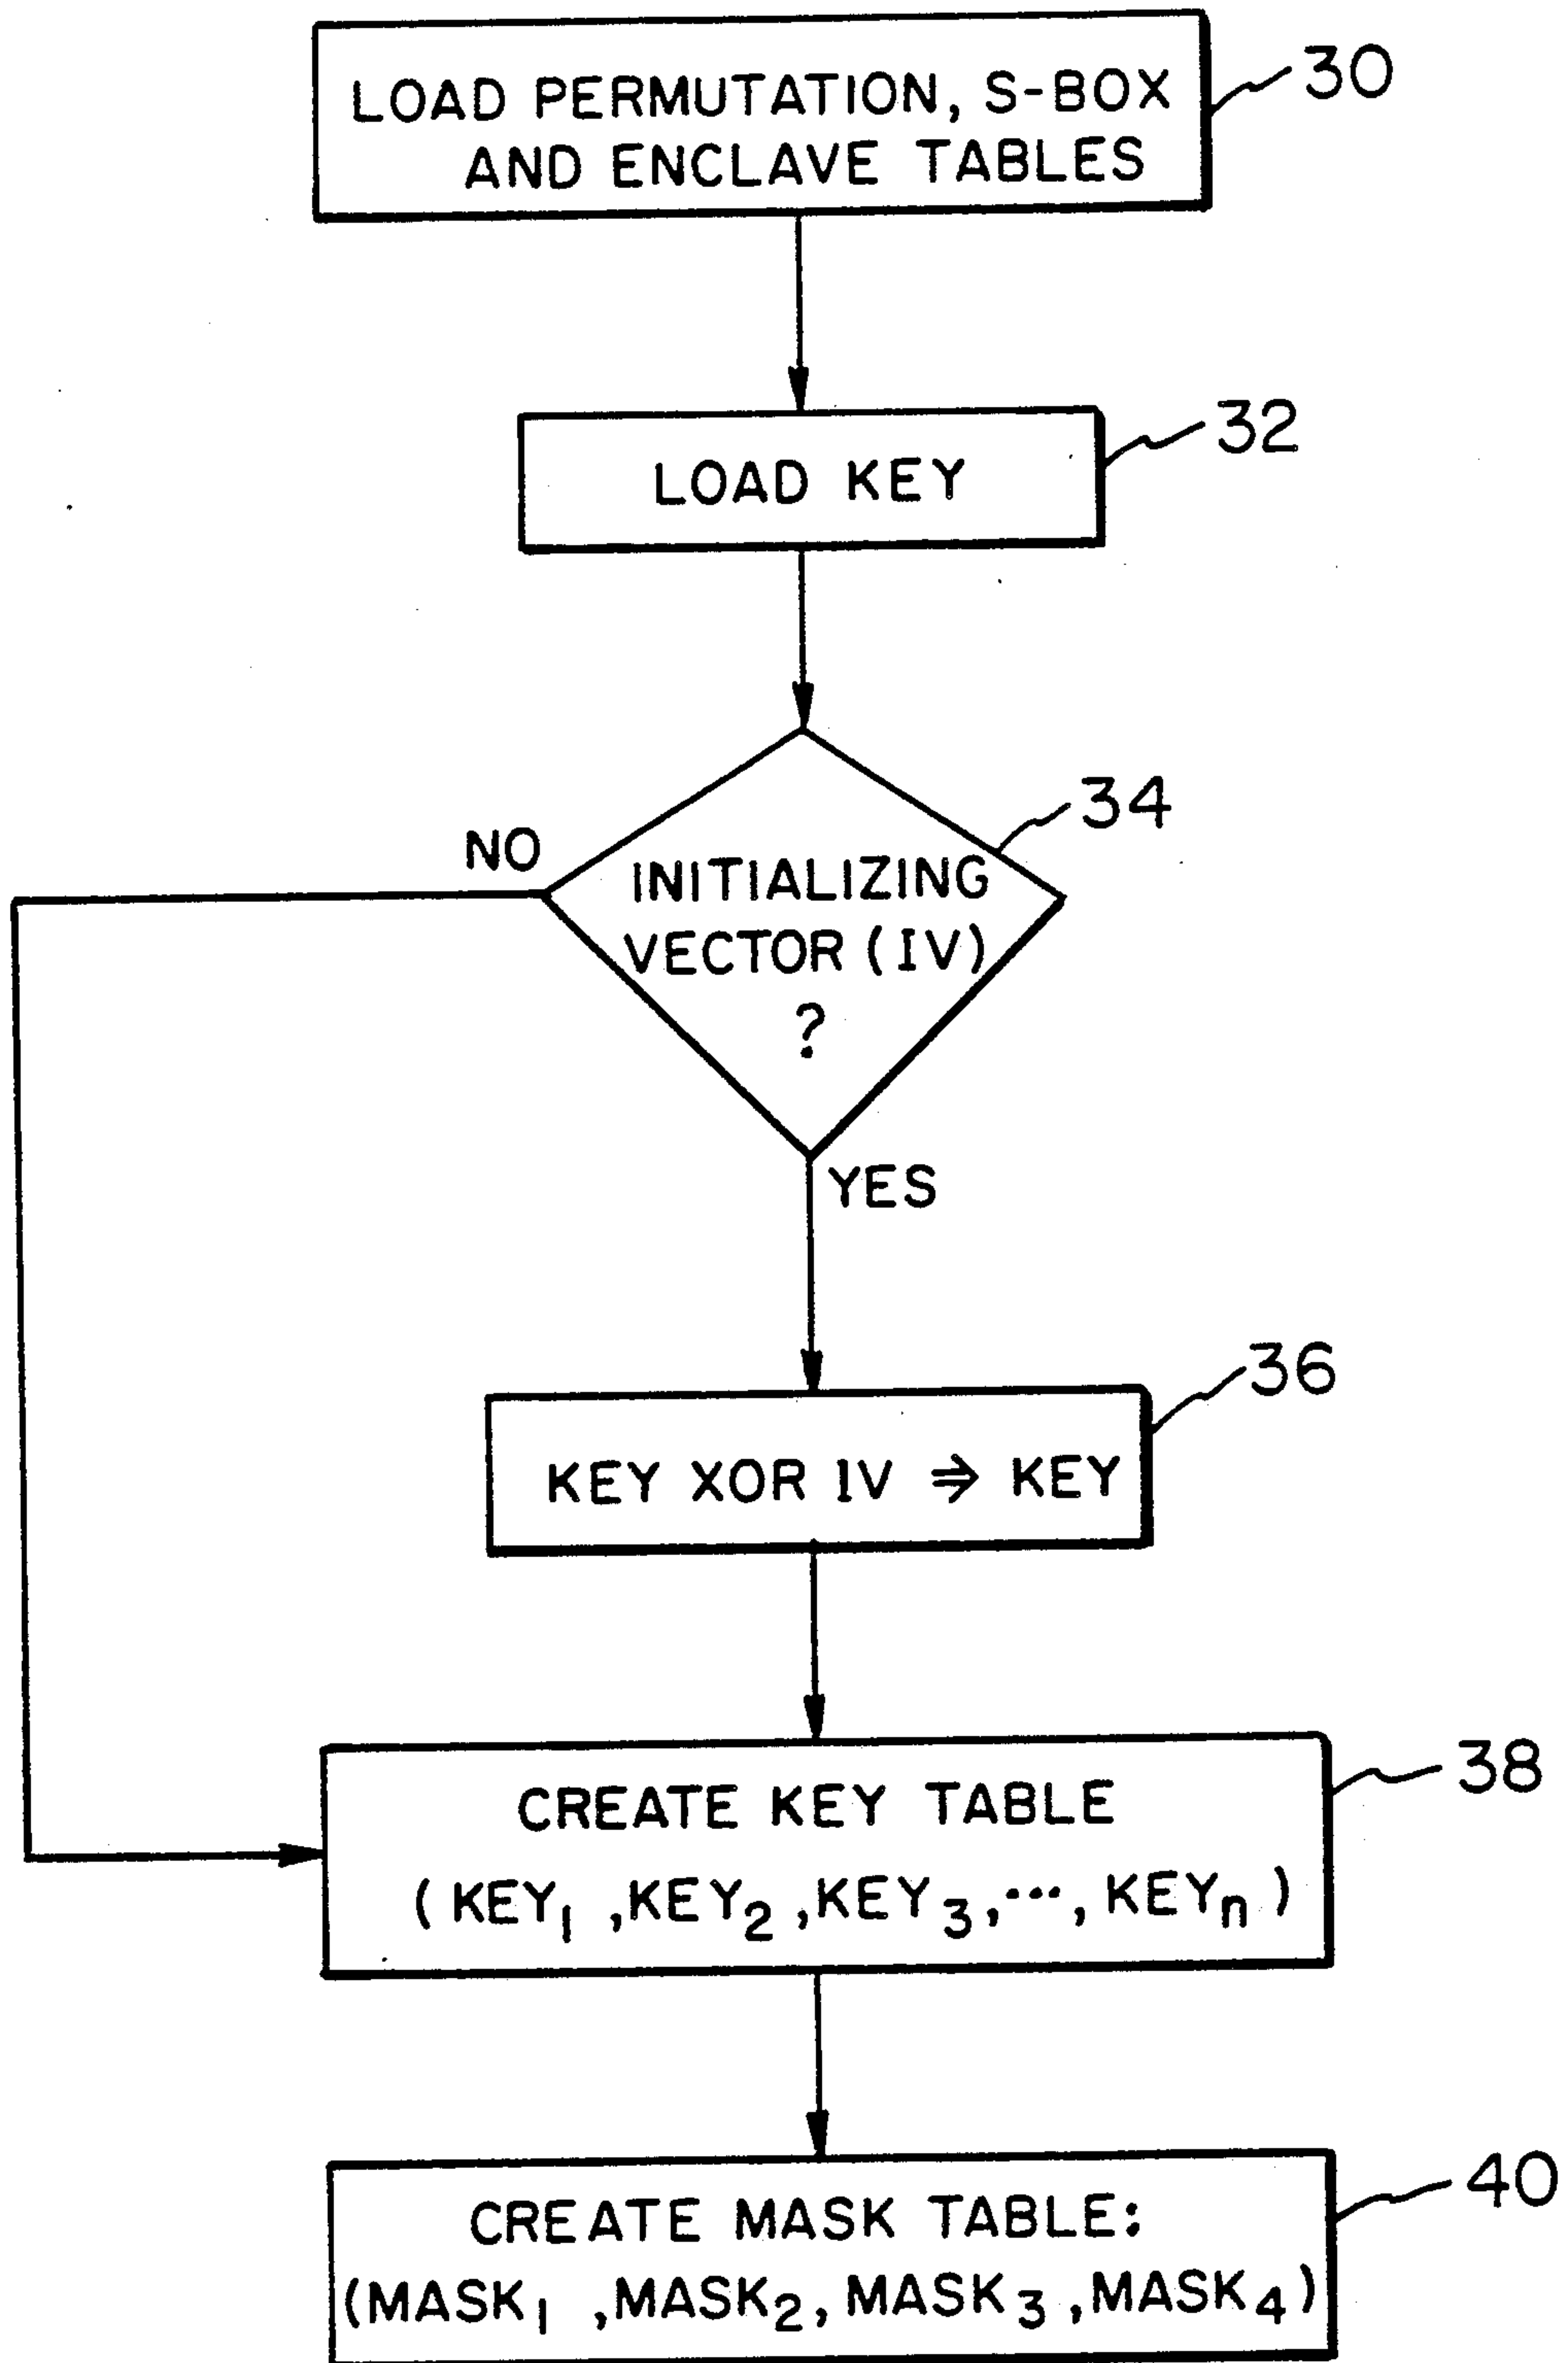 LOAD PERMUTATION, S-BOX
AND ENCLAVE TABLES
30
LOAD KEY
32
INITIALIZING
VECTOR (IV)
?
34
NO
YES
KEY XOR IV ⇒ KEY
36
CREATE KEY TABLE
(KEY₁, KEY₂, KEY₃, ···, KEYₙ)
38
CREATE MASK TABLE:
(MASK₁, MASK₂, MASK₃, MASK₄)
40